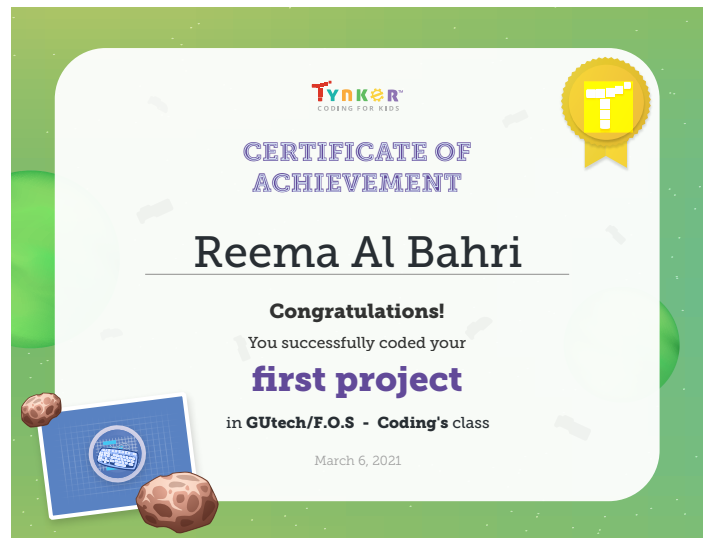 TYNKER™
CODING FOR KIDS
CERTIFICATE OF
ACHIEVEMENT
Reema Al Bahri
Congratulations!
You successfully coded your
first project
in GUtech/F.O.S - Coding's class
March 6, 2021
T